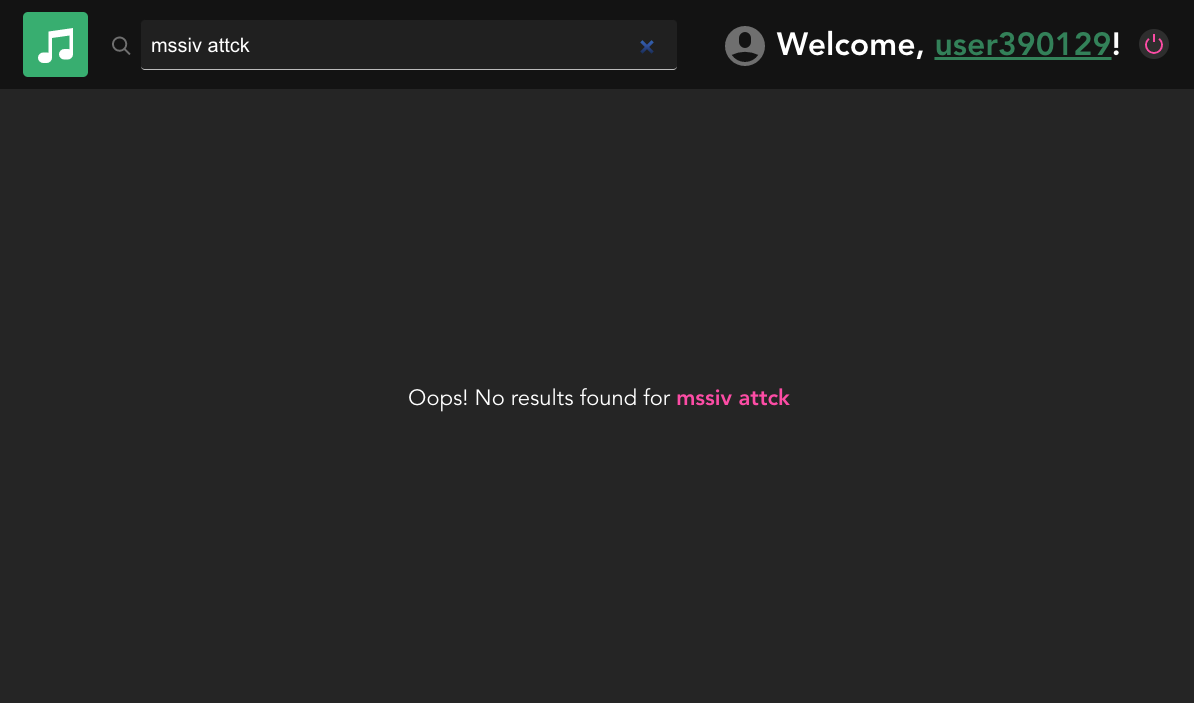 mssiv attck
Welcome, user390129!
Oops! No results found for mssiv attck